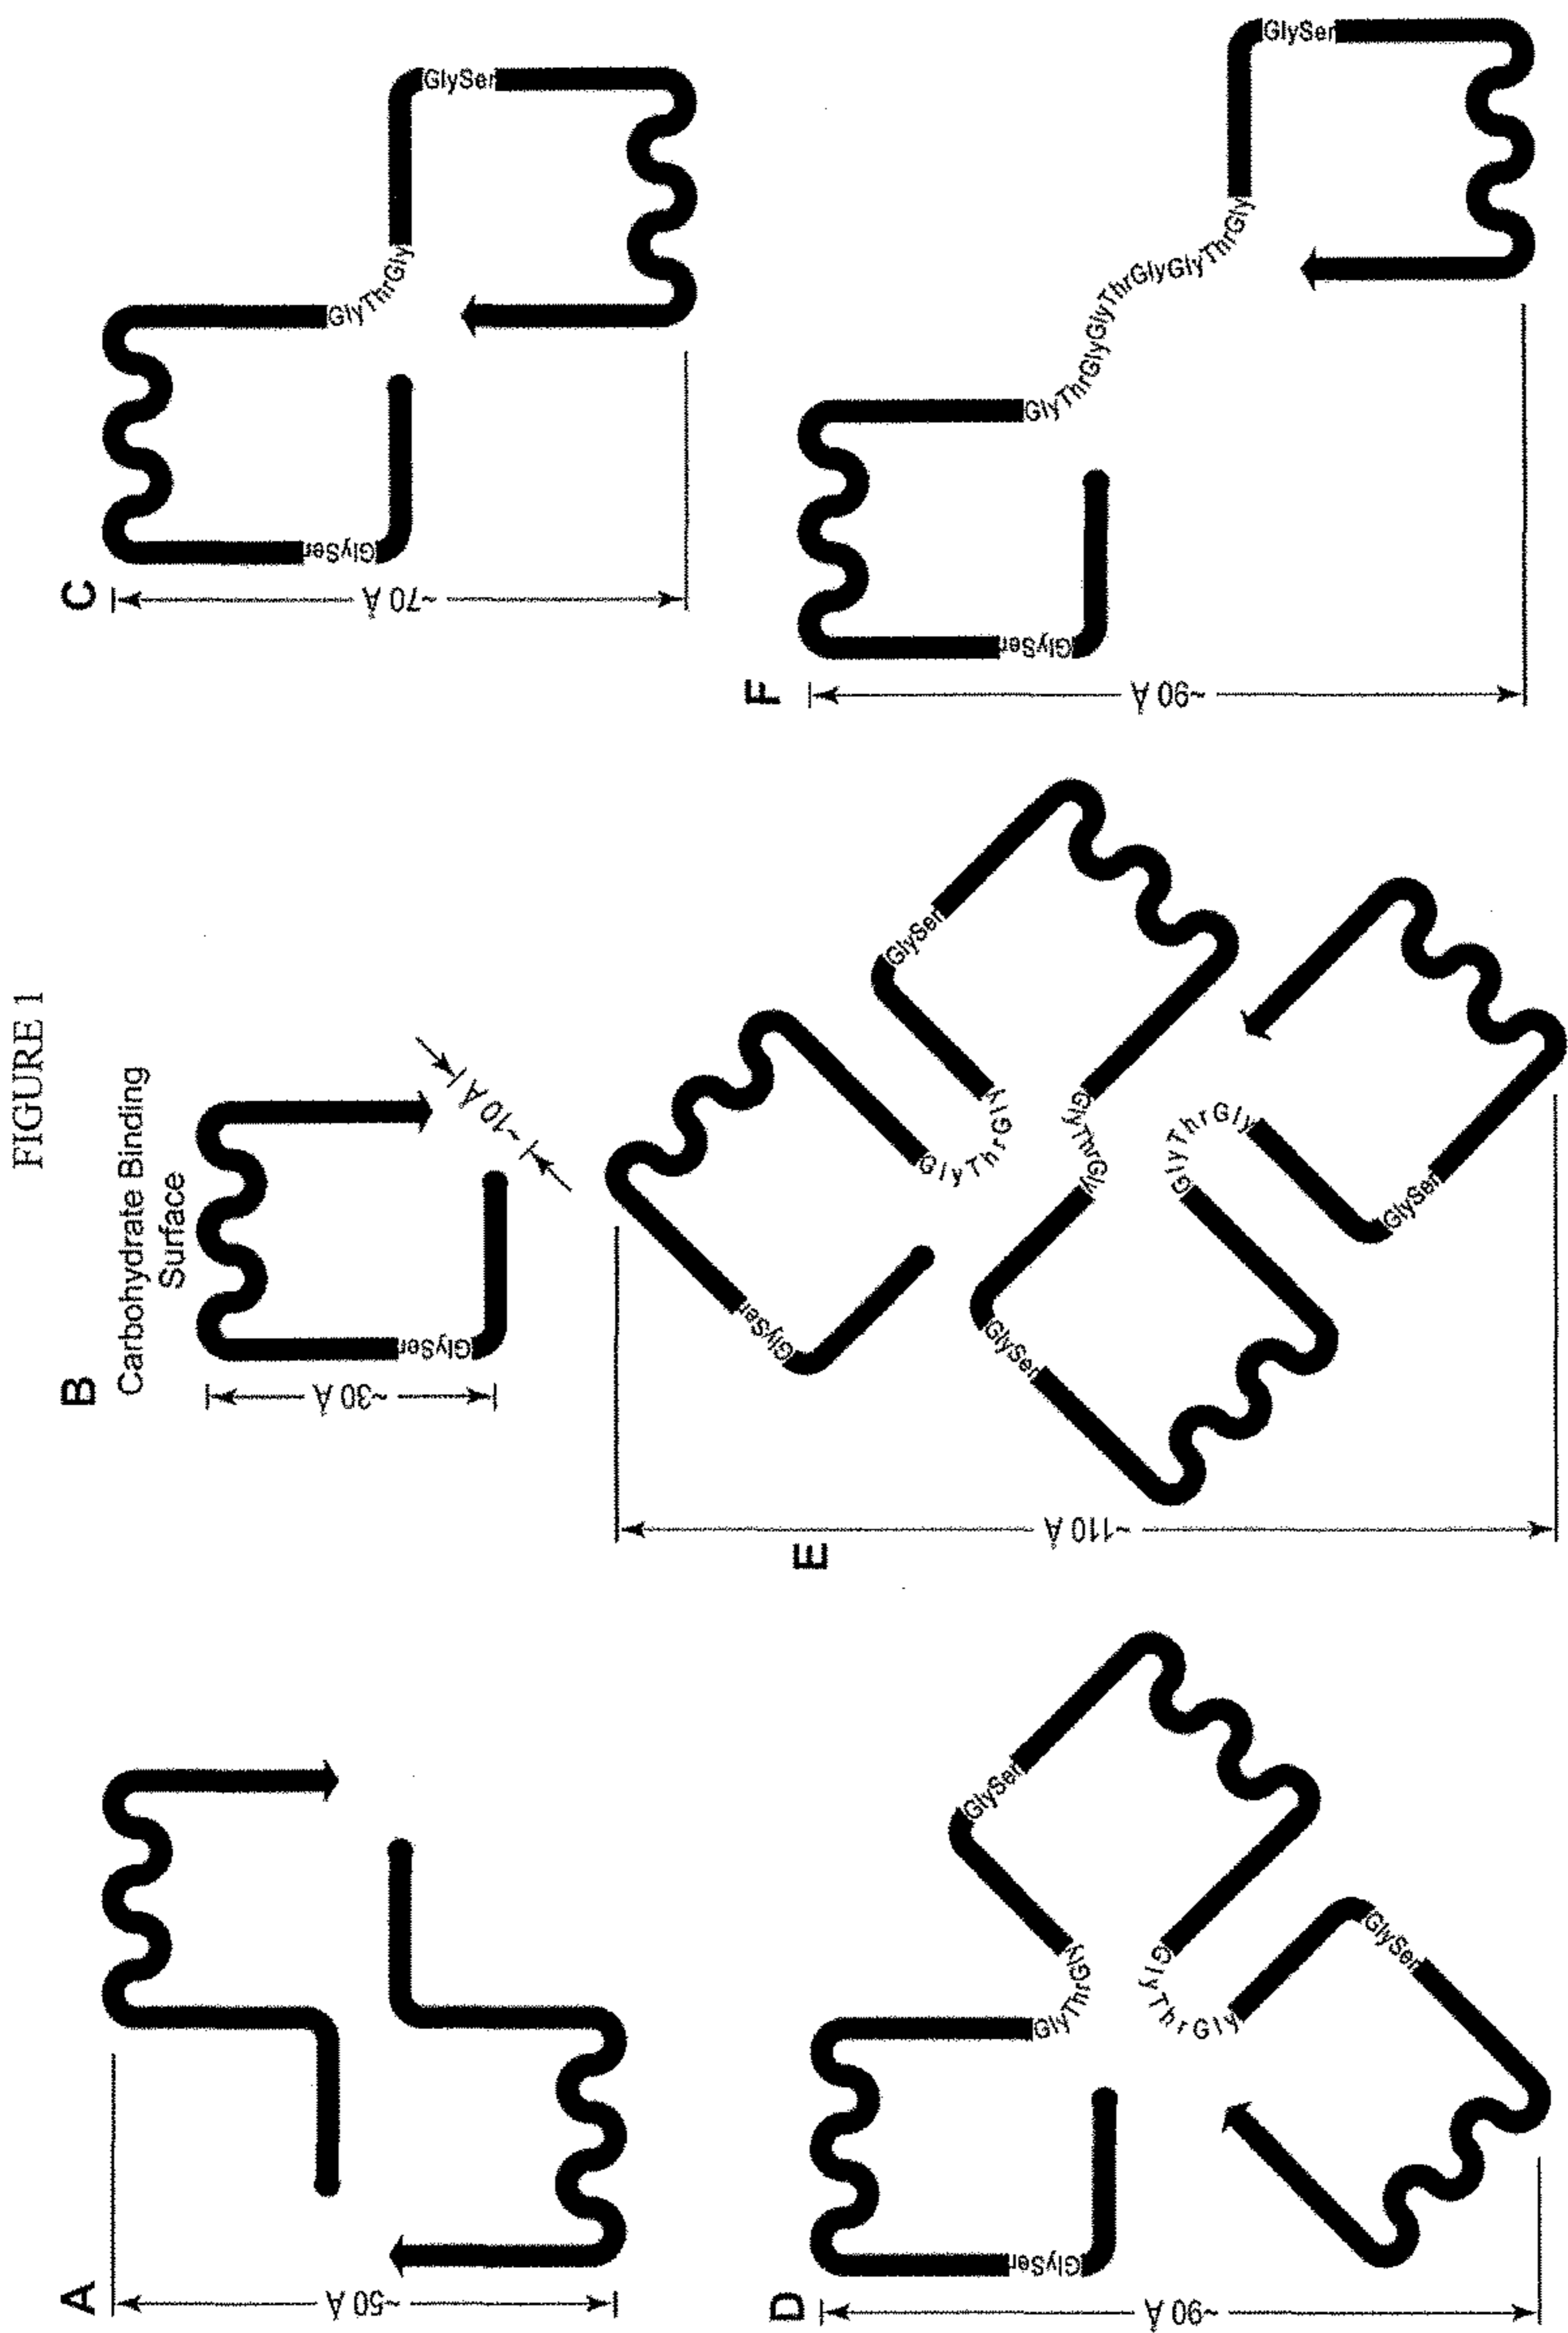 FIGURE 1
A
~50 Å
B
Carbohydrate Binding
Surface
~30 Å
GlySer
~10 Å
C
~70 Å
GlySer
GlyThrGly
GlySer
D
~90 Å
GlySer
GlyThrGly
GlySer
GlyThrGly
GlySer
E
~110 Å
GlySer
GlyThrGly
GlySer
GlyThrGly
GlySer
GlyThrGly
GlySer
F
~90 Å
GlySer
GlyThrGlyGlyThrGlyGlyThrGly
GlySer